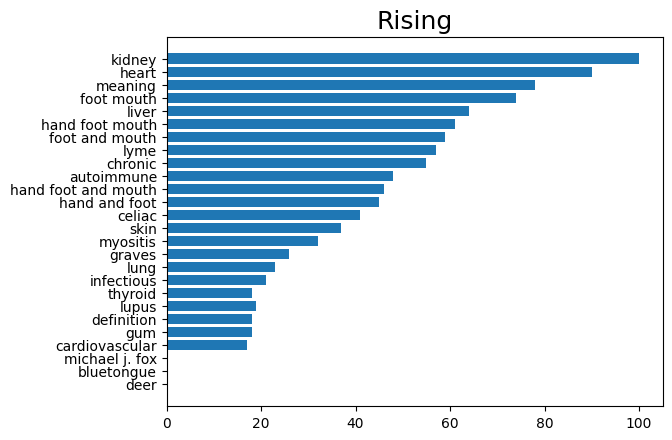 Rising
kidney
heart
meaning
foot mouth
liver
hand foot mouth
foot and mouth
lyme
chronic
autoimmune
hand foot and mouth
hand and foot
celiac
skin
myositis
graves
lung
infectious
thyroid
lupus
definition
gum
cardiovascular
michael j. fox
bluetongue
deer
0 20 40 60 80 100